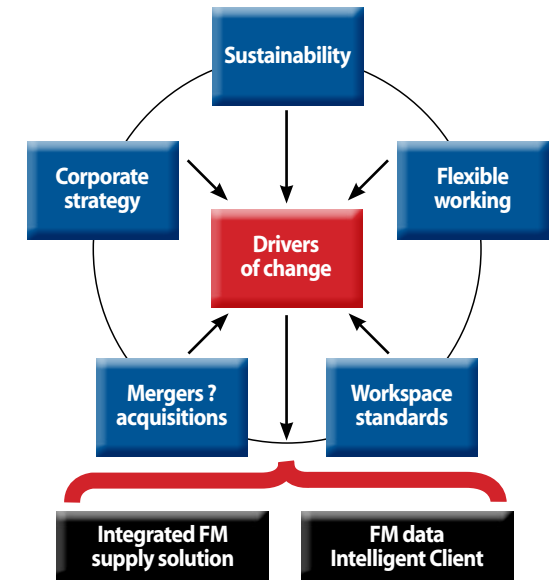 Sustainability
Corporate
strategy
Flexible
working
Drivers
of change
Mergers ?
acquisitions
Workspace
standards
Integrated FM
supply solution
FM data
Intelligent Client